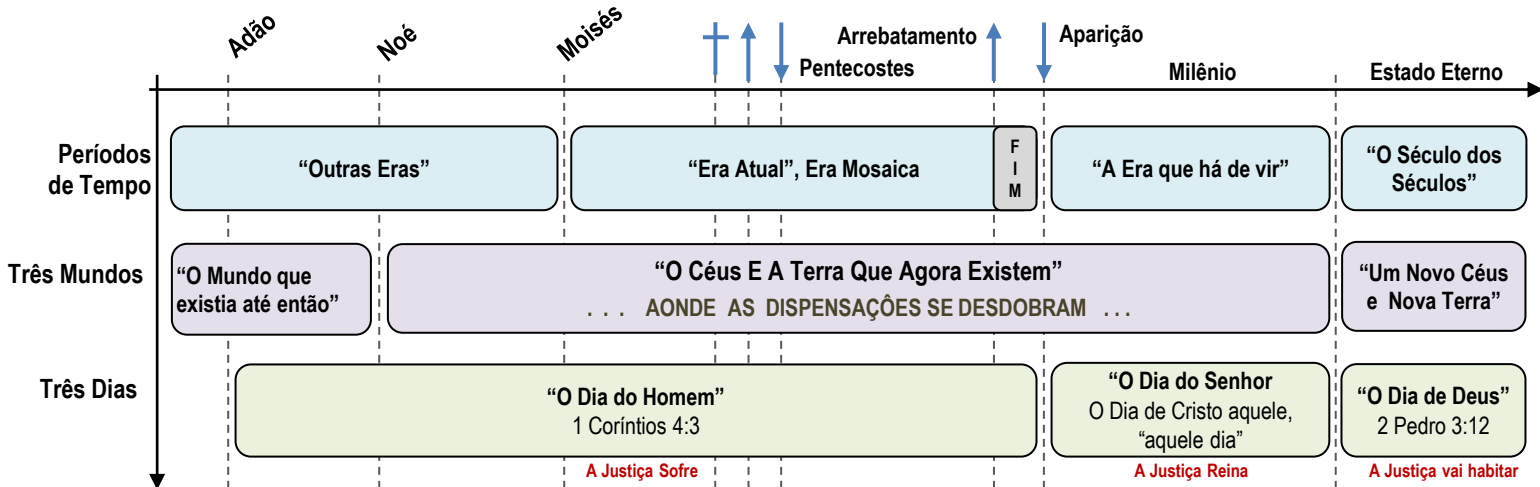 Adão
Noé
Moisés
Arrebatamento
Aparição
Pentecostes
Milênio
Estado Eterno
Períodos
de Tempo
“Outras Eras”
“Era Atual”, Era Mosaica
F
I
M
“A Era que há de vir”
“O Século dos
Séculos”
Três Mundos
“O Mundo que
existia até então”
“O Céus E A Terra Que Agora Existem”
. . . AONDE AS DISPENSAÇÔES SE DESDOBRAM . . .
“Um Novo Céus
e Nova Terra”
Três Dias
“O Dia do Homem”
1 Coríntios 4:3
“O Dia do Senhor
O Dia de Cristo aquele,
“aquele dia”
“O Dia de Deus”
2 Pedro 3:12
A Justiça Sofre
A Justiça Reina
A Justiça vai habitar